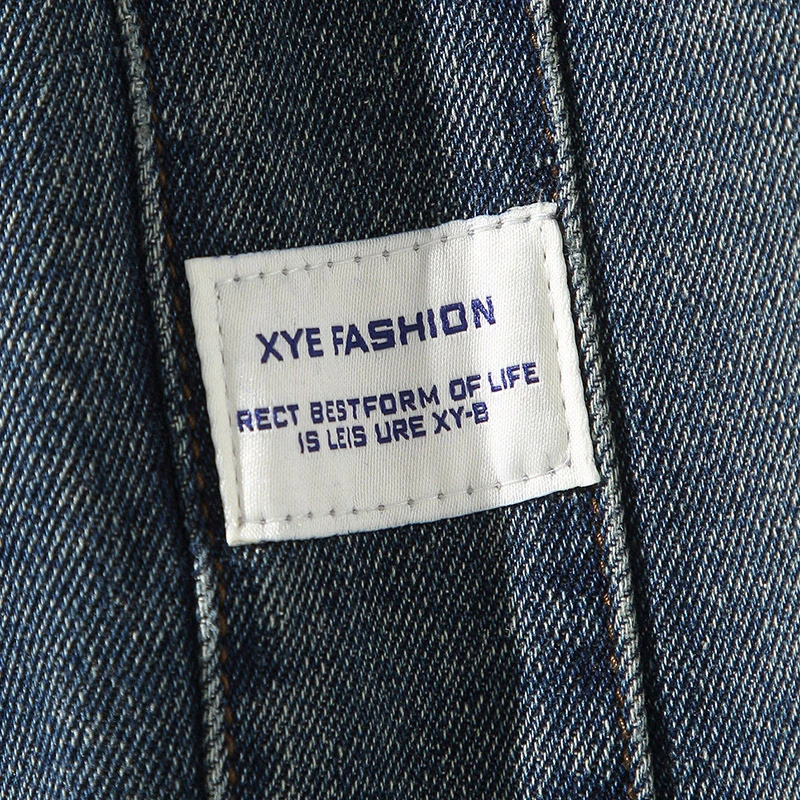 XYE FASHION
RECT BESTFORM OF LIFE
IS LEIS URE XY-B